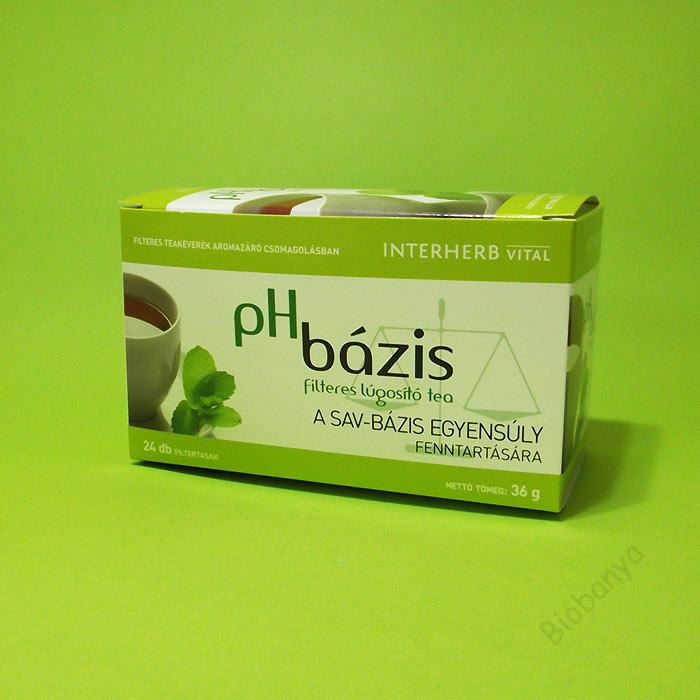 FILTERES TEAKEVERÉK AROMAZÁRÓ CSOMAGOLÁSBAN
INTERHERB VITAL
pH
bázis
filteres lúgosító tea
A SAV-BÁZIS EGYENSÚLY
FENNTARTÁSÁRA
24 db FILTERTASAK
NETTÓ TÖMEG: 36 g
Biobanya